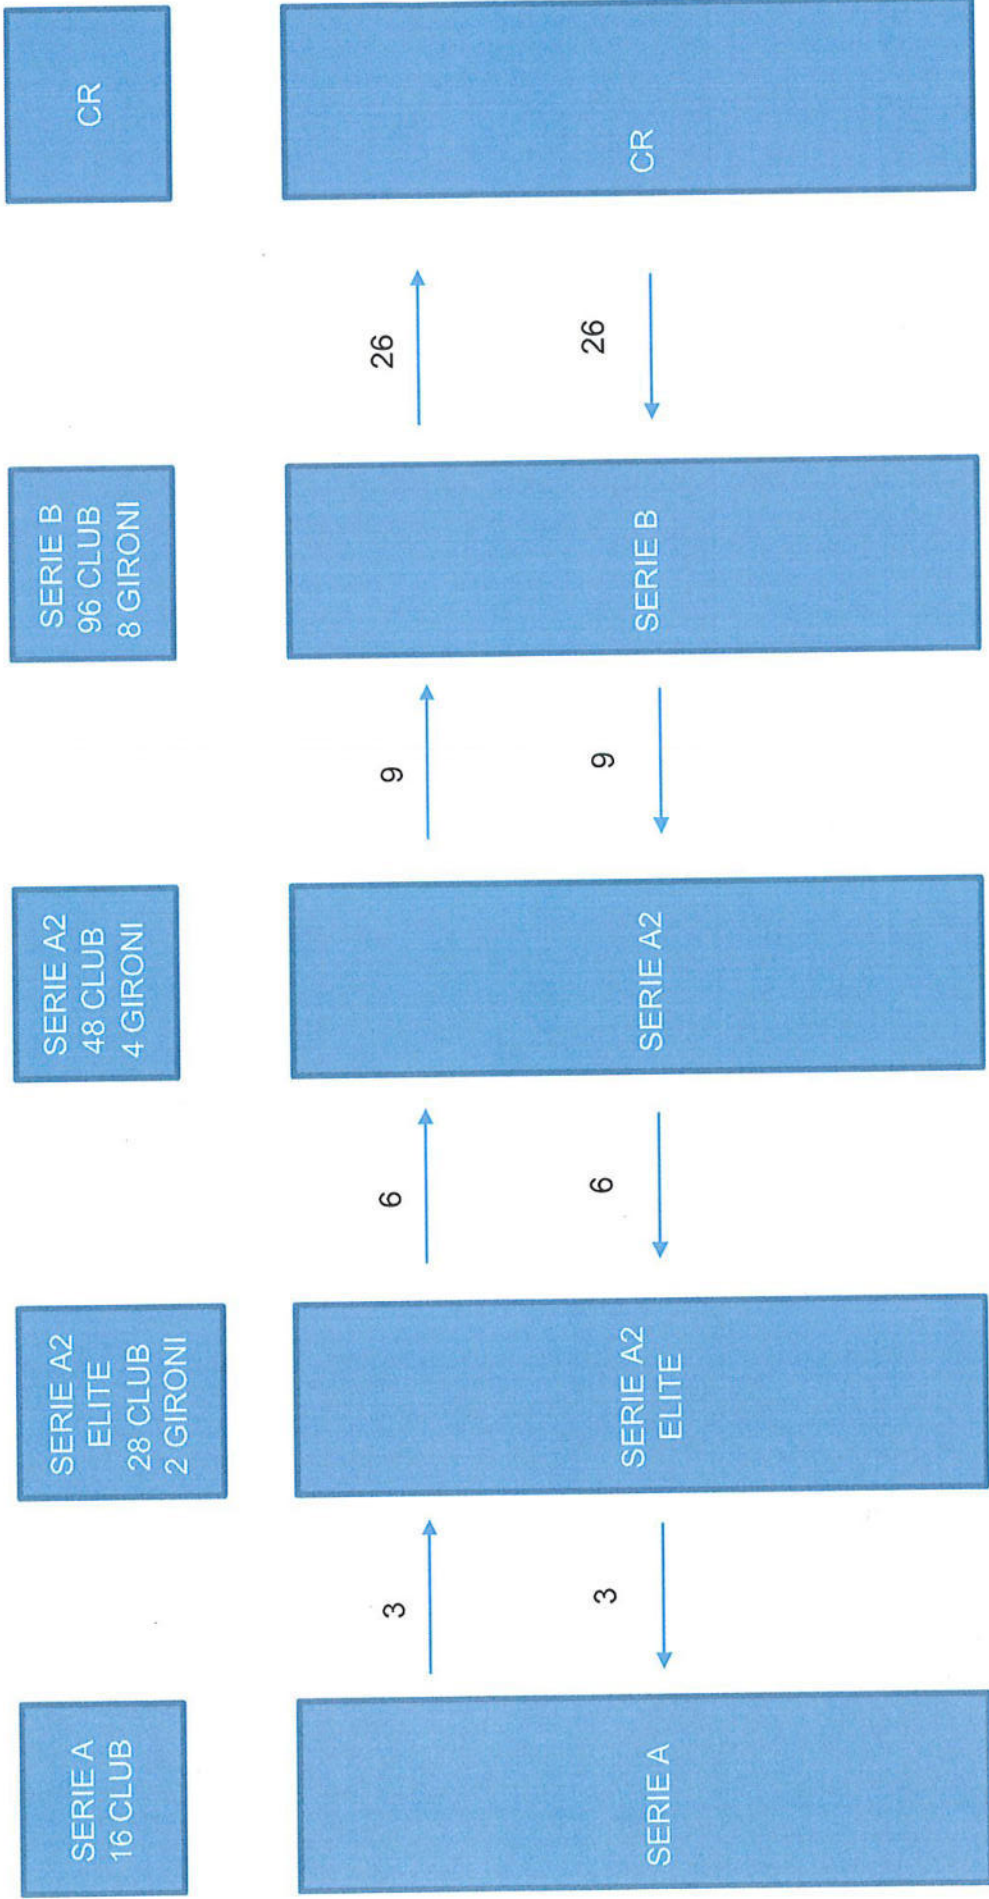 SERIE A
16 CLUB
SERIE A2
ELITE
28 CLUB
2 GIRONI
SERIE A2
48 CLUB
4 GIRONI
SERIE B
96 CLUB
8 GIRONI
CR
3
6
9
26
3
6
9
26
SERIE A
SERIE A2
ELITE
SERIE A2
SERIE B
CR